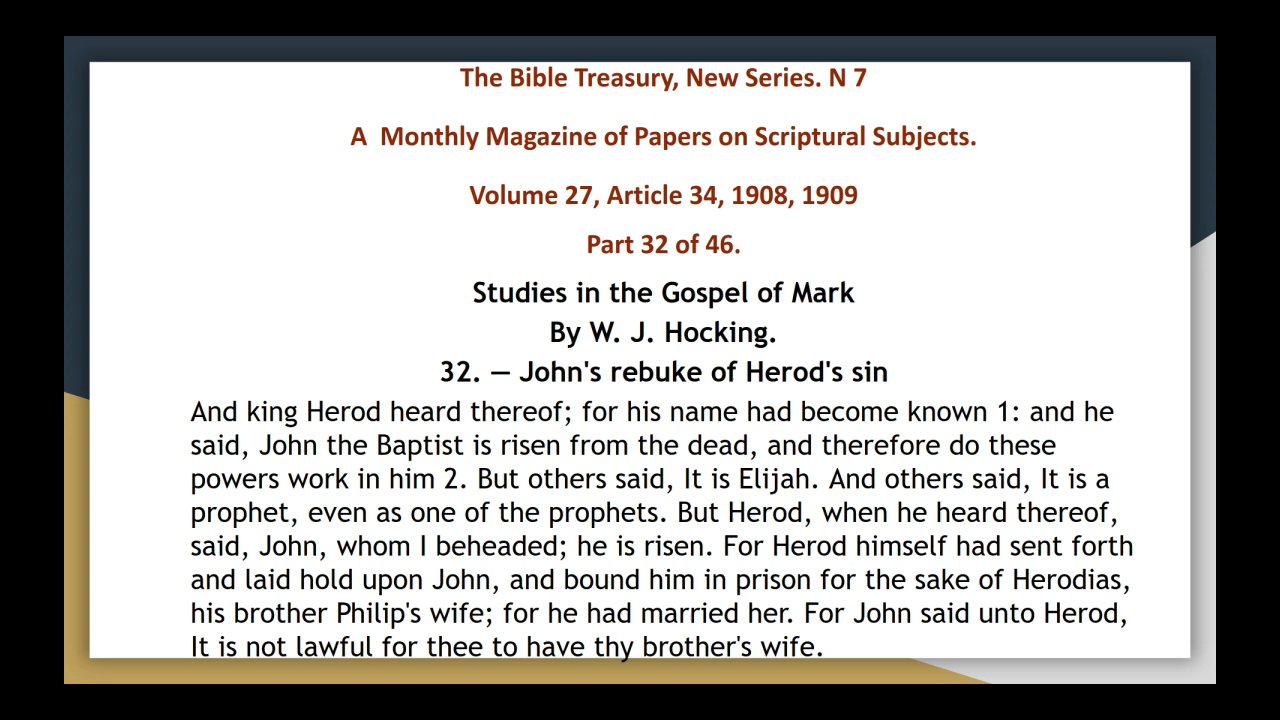 The Bible Treasury, New Series. N 7
A  Monthly Magazine of Papers on Scriptural Subjects.
Volume 27, Article 34, 1908, 1909
Part 32 of 46.
Studies in the Gospel of Mark
By W. J. Hocking.
32. — John's rebuke of Herod's sin
And king Herod heard thereof; for his name had become known 1: and he
said, John the Baptist is risen from the dead, and therefore do these
powers work in him 2. But others said, It is Elijah. And others said, It is a
prophet, even as one of the prophets. But Herod, when he heard thereof,
said, John, whom I beheaded; he is risen. For Herod himself had sent forth
and laid hold upon John, and bound him in prison for the sake of Herodias,
his brother Philip's wife; for he had married her. For John said unto Herod,
It is not lawful for thee to have thy brother's wife.